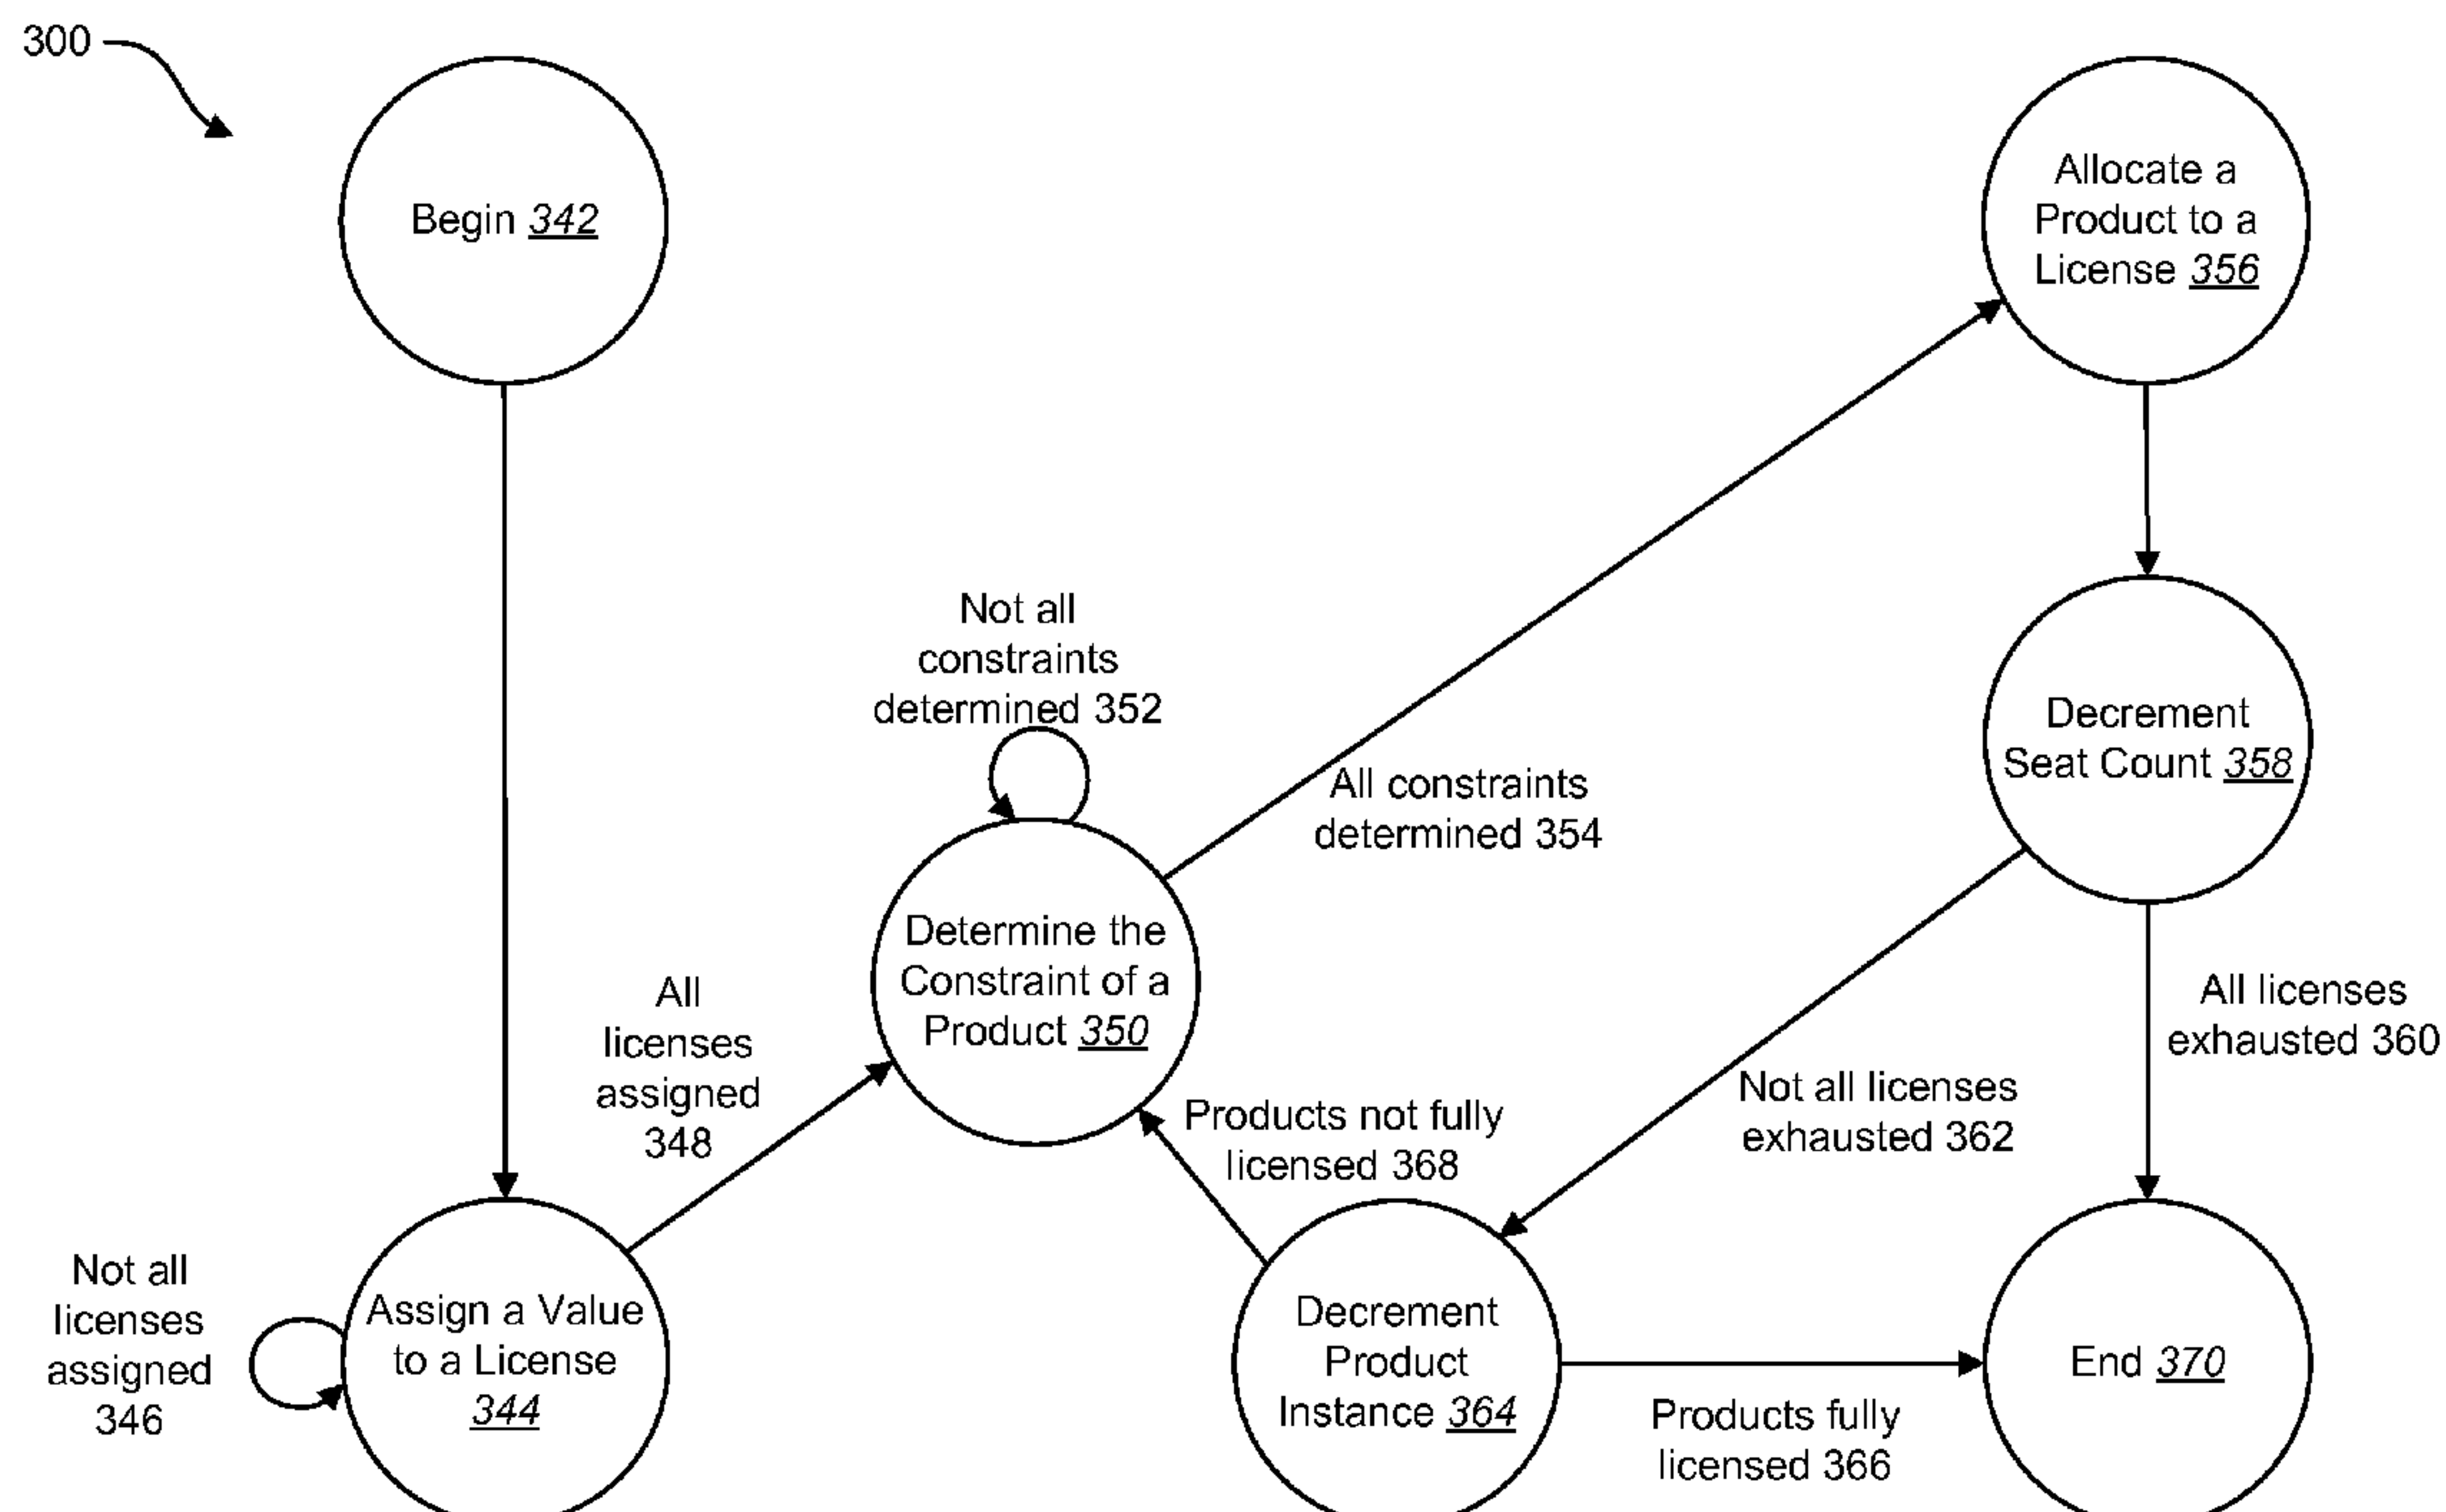 300
Begin 342
Allocate a
Product to a
License 356
Not all
constraints
determined 352
Decrement
Seat Count 358
All constraints
determined 354
Determine the
Constraint of a
Product 350
All
licenses
assigned
348
All licenses
exhausted 360
Not all licenses
exhausted 362
Products not fully
licensed 368
Not all
licenses
assigned
346
Assign a Value
to a License
344
Decrement
Product
Instance 364
End 370
Products fully
licensed 366